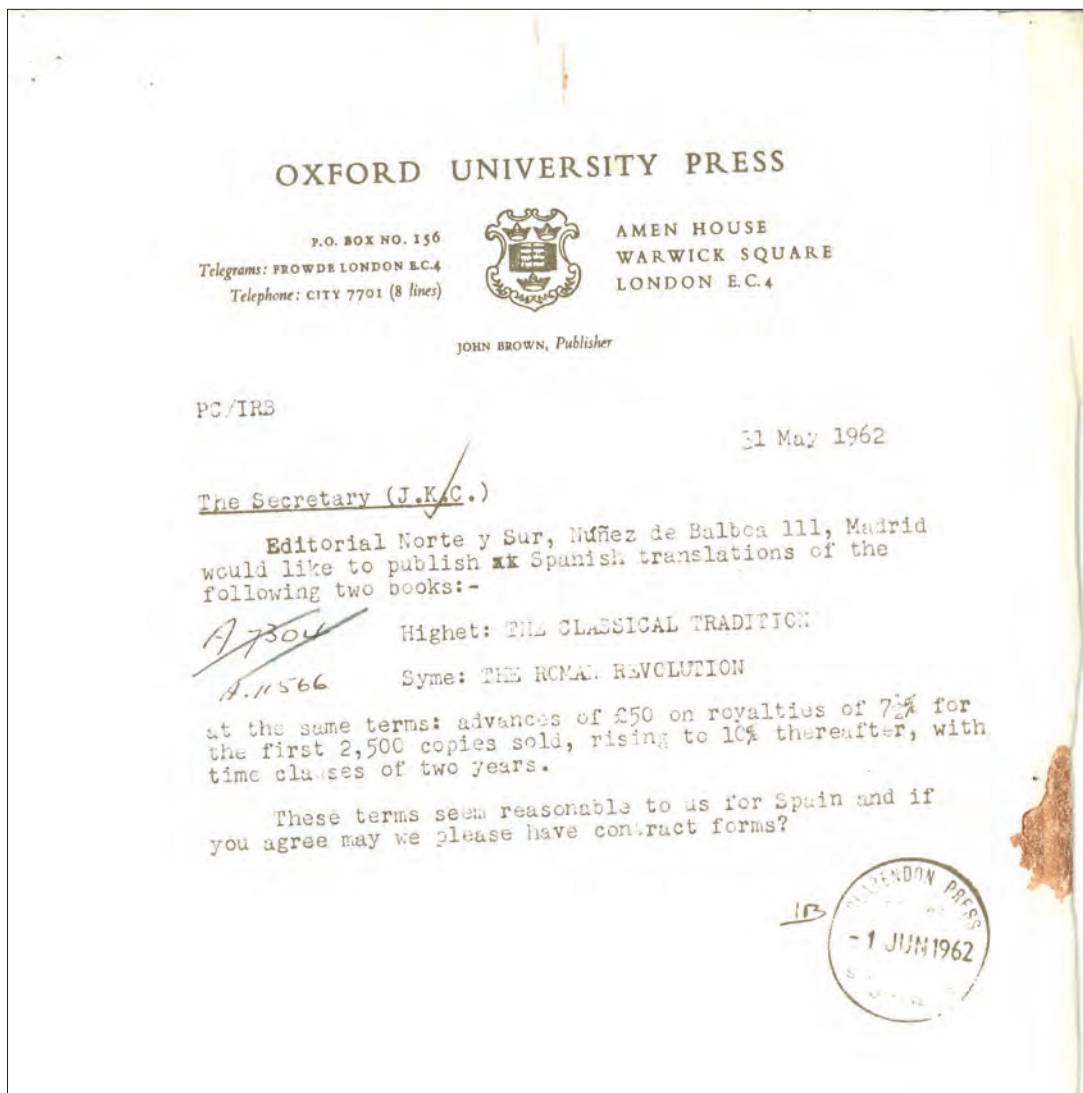 OXFORD UNIVERSITY PRESS
P.O. BOX NO. 156
Telegrams: FROWDE LONDON E.C.4
Telephone: CITY 7701 (8 lines)
AMEN HOUSE
WARWICK SQUARE
LONDON E.C.4
JOHN BROWN, Publisher
PC/IRB
31 May 1962
The Secretary (J.K.C.)
Editorial Norte y Sur, Núñez de Balboa 111, Madrid
would like to publish Spanish translations of the
following two books:-
A 7304 Highet: THE CLASSICAL TRADITION
A.11566 Syme: THE ROMAN REVOLUTION
at the same terms: advances of £50 on royalties of 7½% for
the first 2,500 copies sold, rising to 10% thereafter, with
time clauses of two years.
These terms seem reasonable to us for Spain and if
you agree may we please have contract forms?
IB
CLARENDON PRESS
-1 JUN 1962